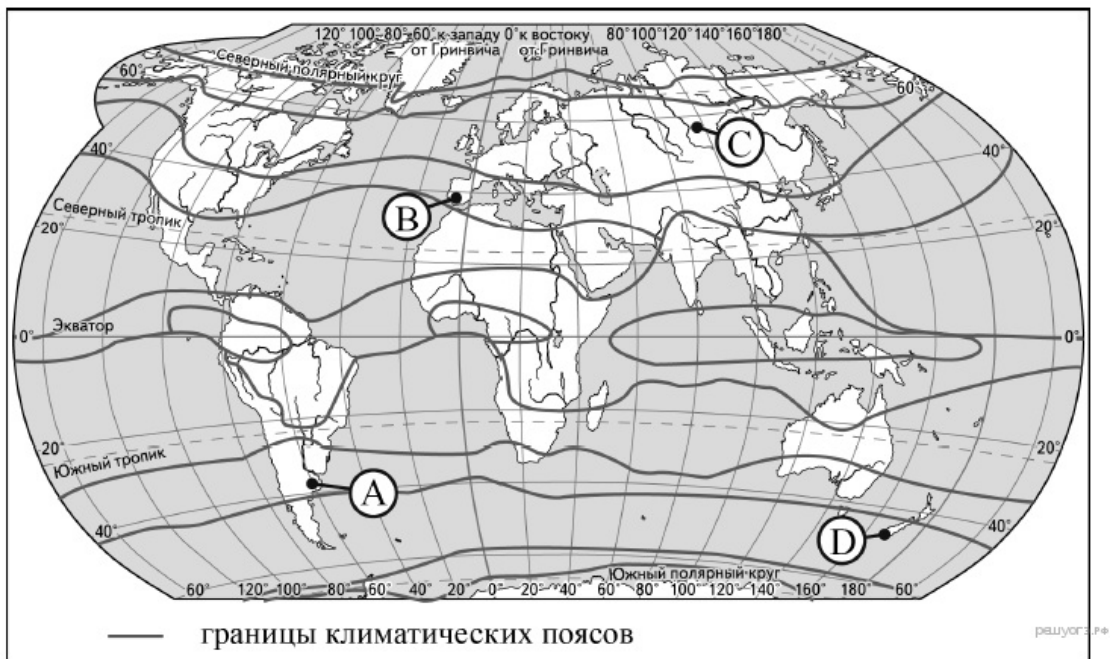 120°100°80°60° к западу 0° к востоку 80°100°120°140°160°180°
от Гринвича от Гринвича
Северный полярный круг
60°
60°
C
40°
40°
B
Северный тропик
20°
20°
Экватор
0°
0°
20°
20°
Южный тропик
A
D
40°
40°
Южный полярный круг
60° 120° 100° 80° 60° 40° 20° 0° 20° 40° 60° 80° 100° 120° 140° 160° 180° 60°
границы климатических поясов
решуогэ.рф